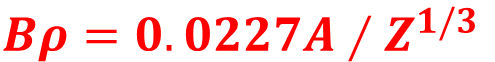 Bρ = 0.0227A / Z^{1/3}